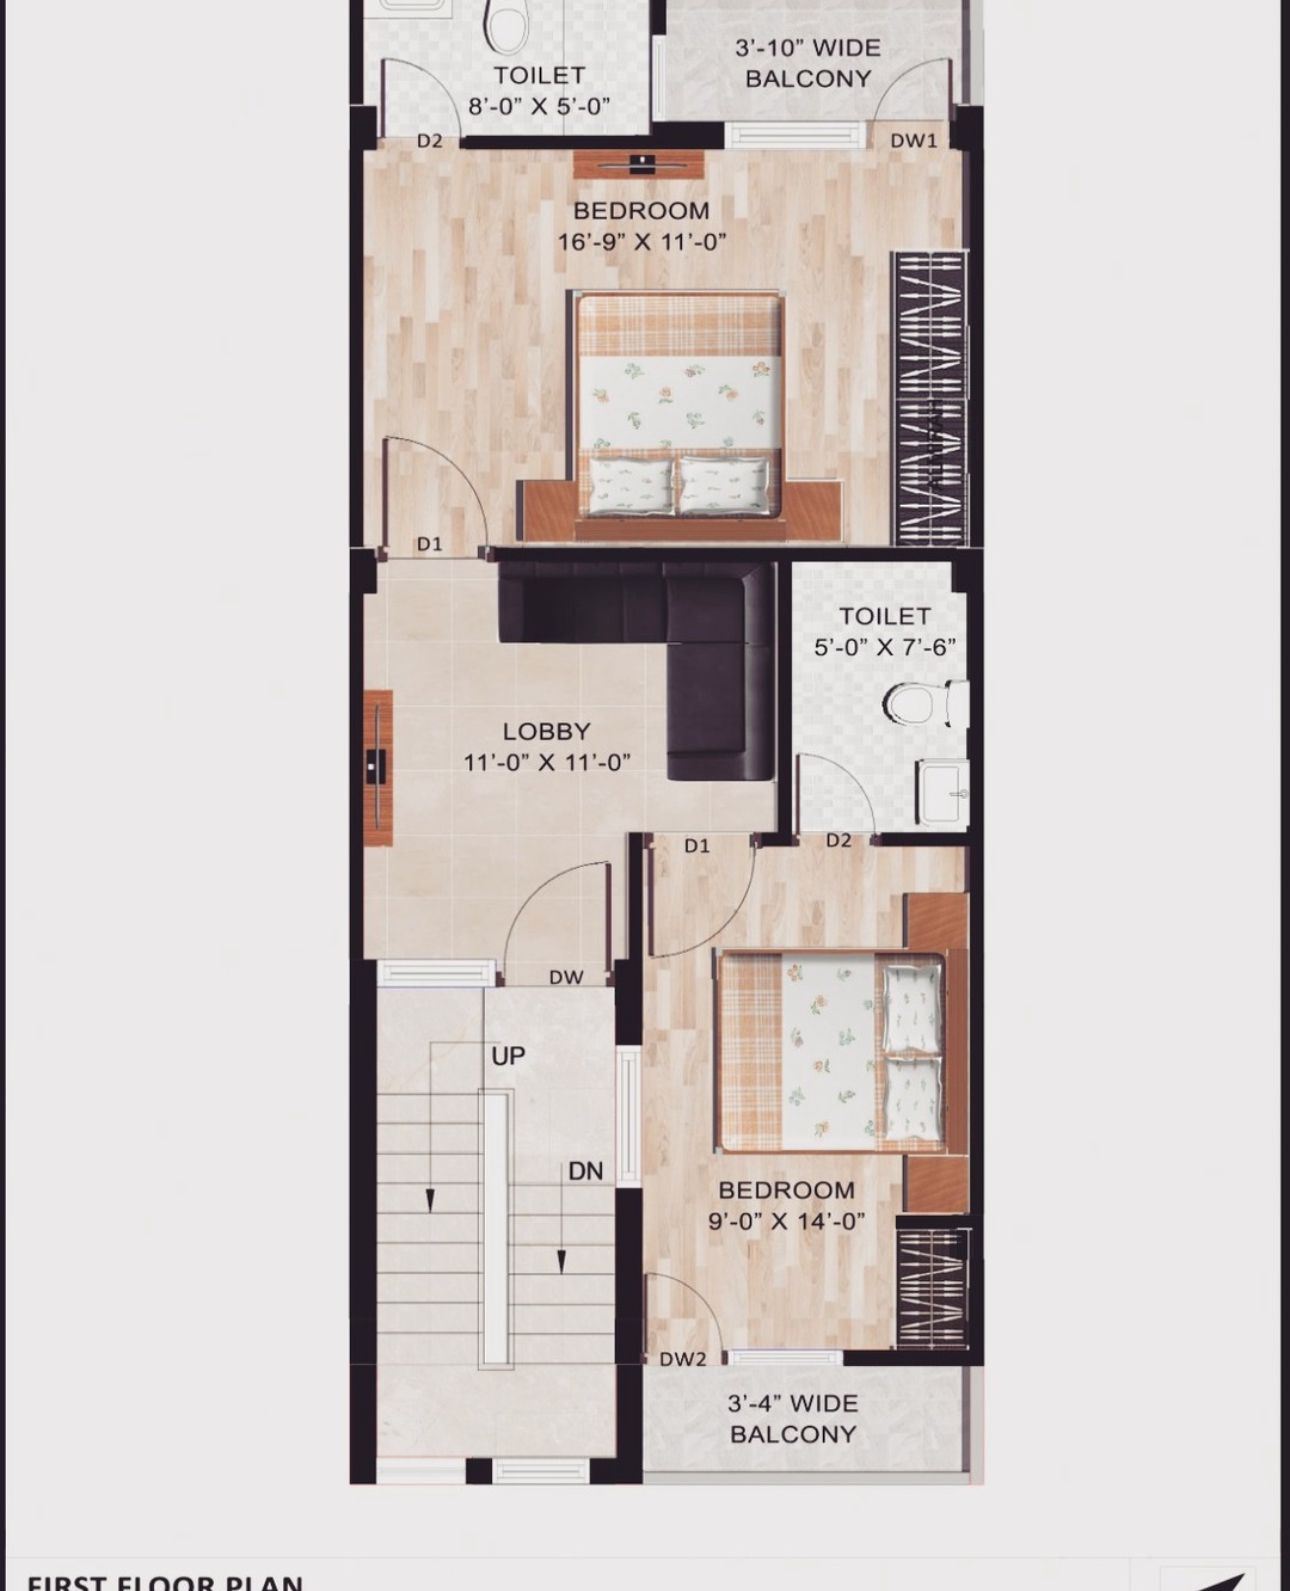 TOILET
8'-0" X 5'-0"
3'-10" WIDE
BALCONY
D2
DW1
BEDROOM
16'-9" X 11'-0"
ALMIRAH
D1
TOILET
5'-0" X 7'-6"
LOBBY
11'-0" X 11'-0"
D1
D2
DW
UP
DN
BEDROOM
9'-0" X 14'-0"
DW2
3'-4" WIDE
BALCONY
FIRST FLOOR PLAN